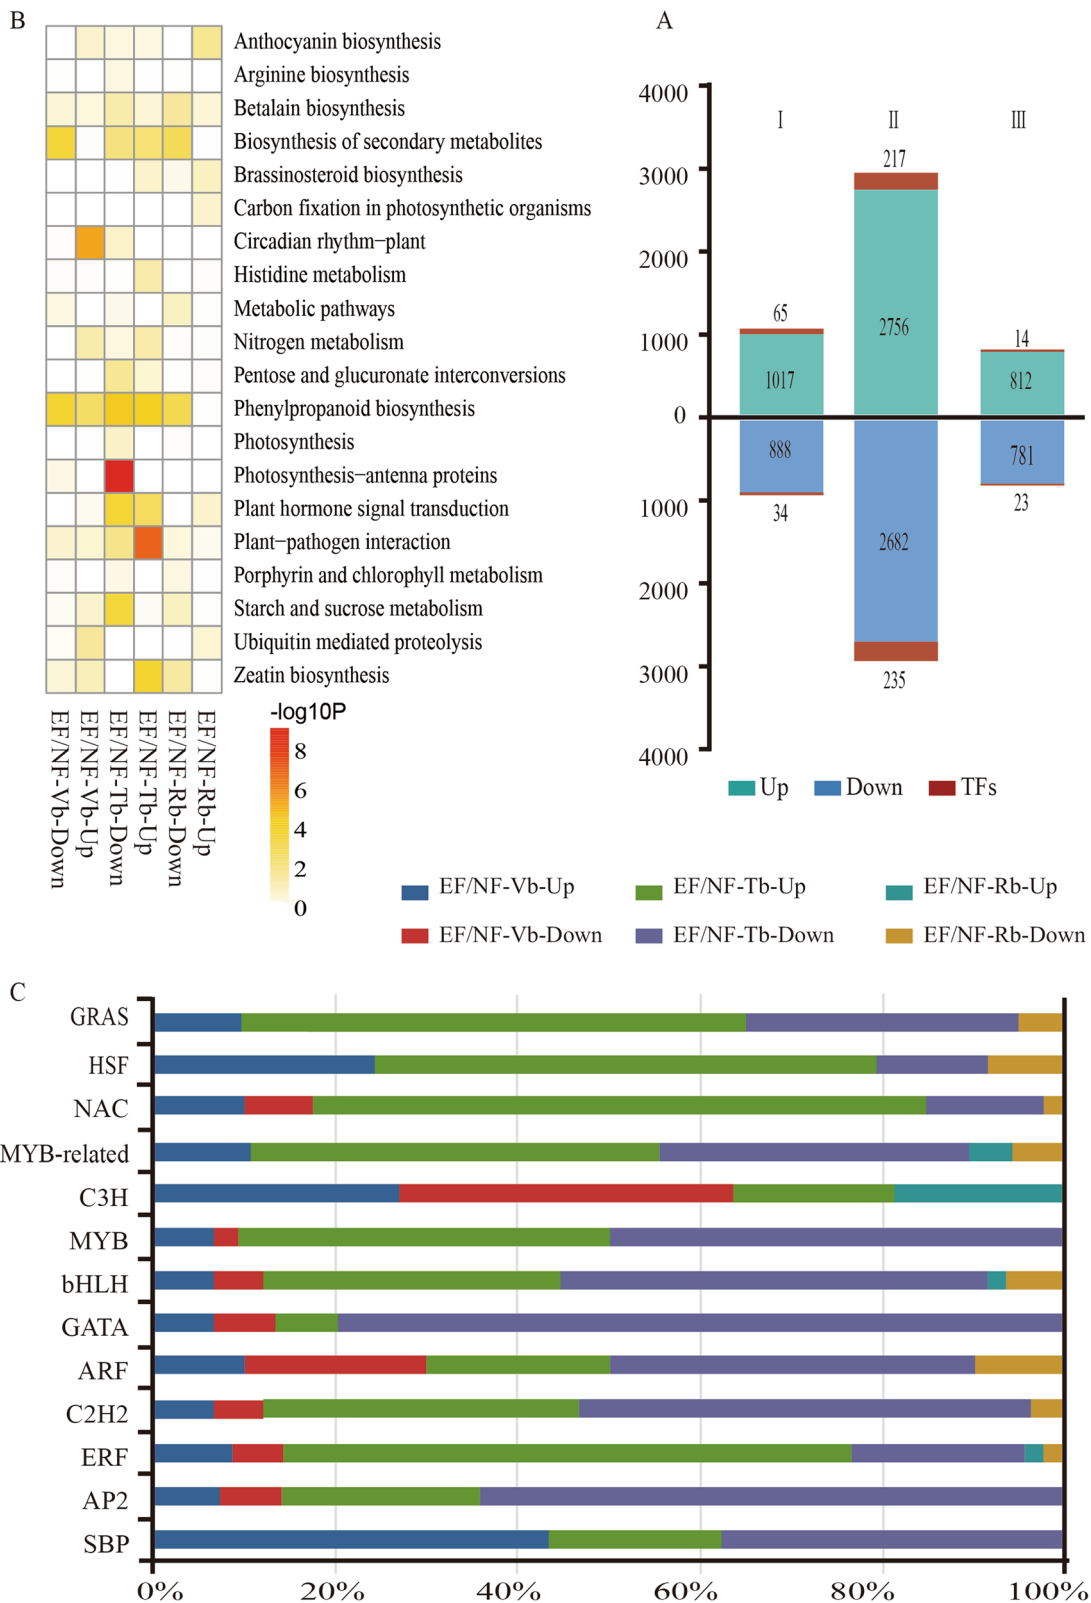 B
Anthocyanin biosynthesis
Arginine biosynthesis
Betalain biosynthesis
Biosynthesis of secondary metabolites
Brassinosteroid biosynthesis
Carbon fixation in photosynthetic organisms
Circadian rhythm−plant
Histidine metabolism
Metabolic pathways
Nitrogen metabolism
Pentose and glucuronate interconversions
Phenylpropanoid biosynthesis
Photosynthesis
Photosynthesis−antenna proteins
Plant hormone signal transduction
Plant−pathogen interaction
Porphyrin and chlorophyll metabolism
Starch and sucrose metabolism
Ubiquitin mediated proteolysis
Zeatin biosynthesis
EF/NF-Vb-Down
EF/NF-Vb-Up
EF/NF-Tb-Down
EF/NF-Tb-Up
EF/NF-Rb-Down
EF/NF-Rb-Up
-log10P
8
6
4
2
0
A
4000
3000
2000
1000
0
1000
2000
3000
4000
I II III
65
1017
888
34
217
2756
2682
235
14
812
781
23
Up Down TFs
EF/NF-Vb-Up EF/NF-Tb-Up EF/NF-Rb-Up
EF/NF-Vb-Down EF/NF-Tb-Down EF/NF-Rb-Down
C
GRAS
HSF
NAC
MYB-related
C3H
MYB
bHLH
GATA
ARF
C2H2
ERF
AP2
SBP
0% 20% 40% 60% 80% 100%